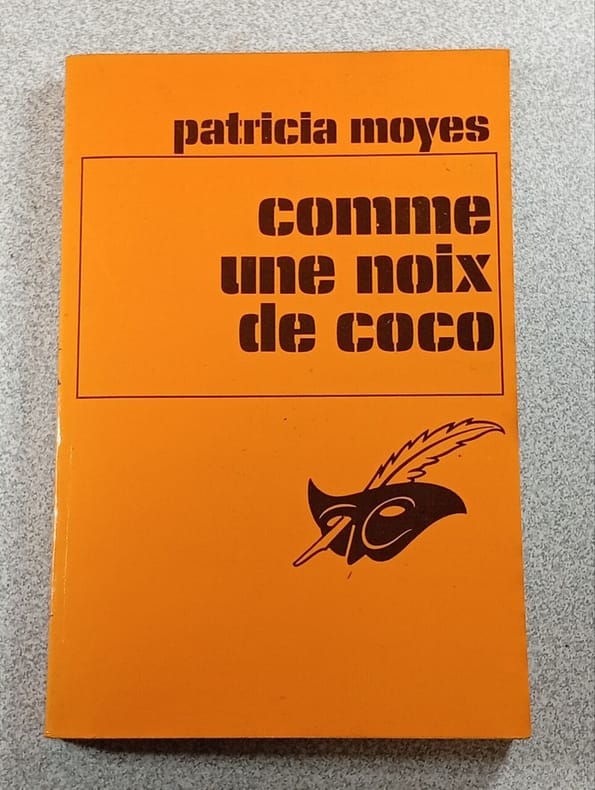 patricia moyes
comme
une noix
de coco